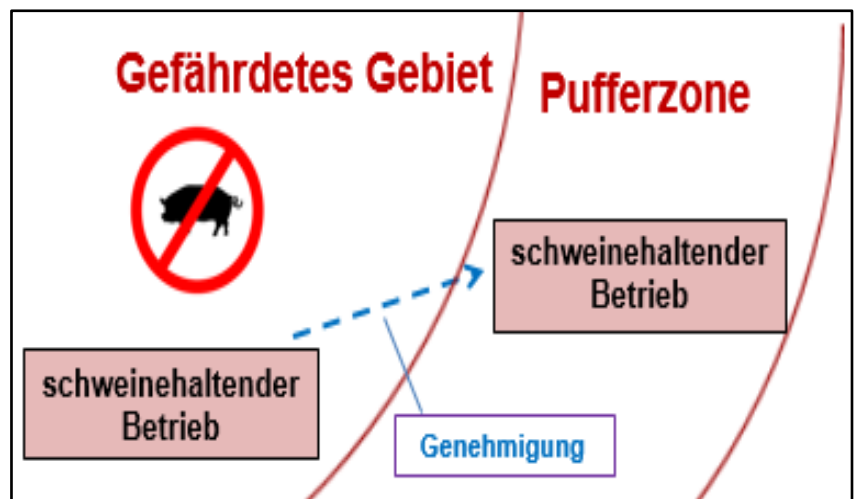 Gefährdetes Gebiet
Pufferzone
schweinehaltender
Betrieb
schweinehaltender
Betrieb
Genehmigung